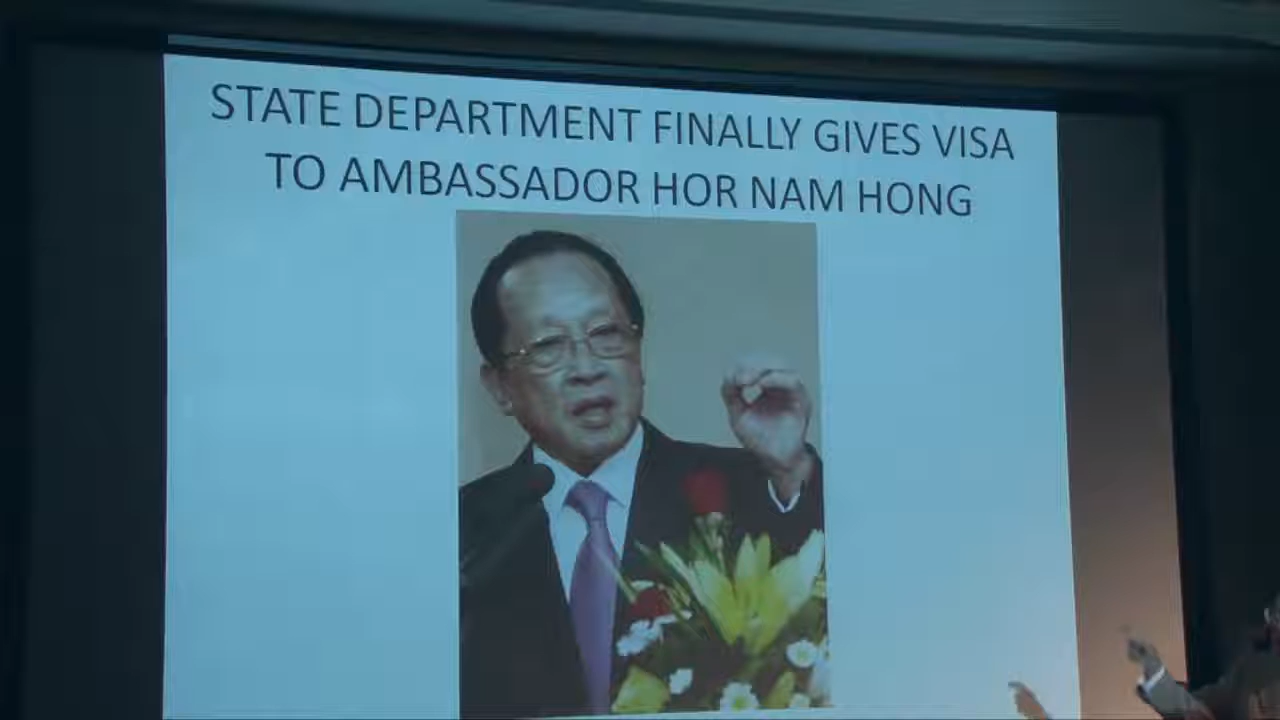 STATE DEPARTMENT FINALLY GIVES VISA
TO AMBASSADOR HOR NAM HONG